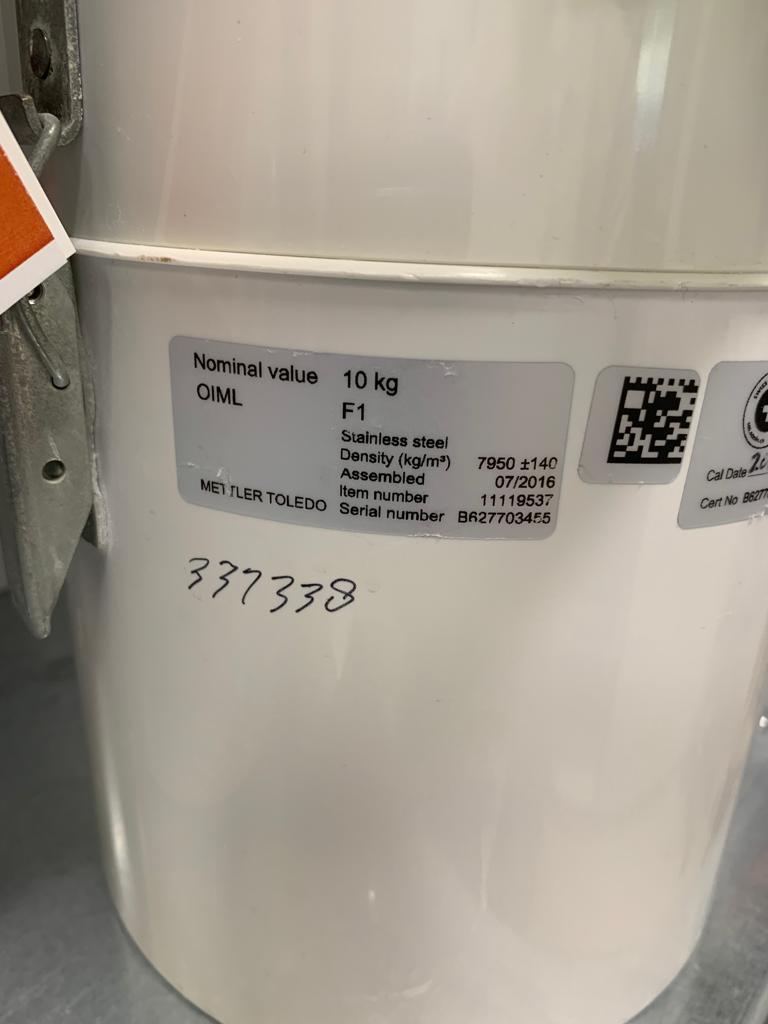 Nominal value 10 kg
OIML F1
Stainless steel
Density (kg/m³) 7950 ±140
Assembled 07/2016
Item number 11119537
METTLER TOLEDO Serial number B627703455
Cal Date
Cert No
337338